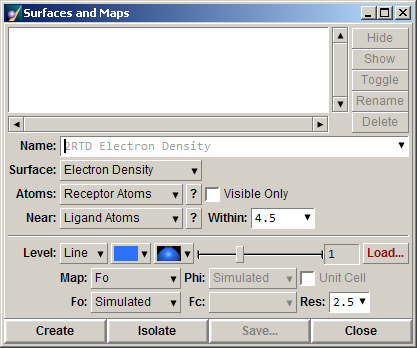 Surfaces and Maps
Hide
Show
Toggle
Rename
Delete
Name: 2RTD Electron Density
Surface: Electron Density
Atoms: Receptor Atoms ? Visible Only
Near: Ligand Atoms ? Within: 4.5
Level: Line 1 Load...
Map: Fo Phi: Simulated Unit Cell
Fo: Simulated Fc: Res: 2.5
Create Isolate Save... Close